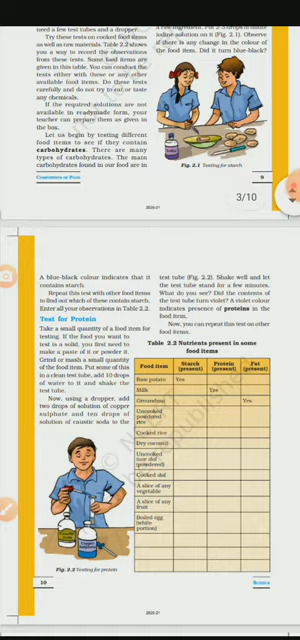 need a few test tubes and a dropper.
Try these tests on cooked food items
as well as raw materials. Table 2.2 shows
you a way to record the observations
from these tests. Some food items are
given in this table. You can conduct the
tests either with these or any other
available food items. Do these tests
carefully and do not try to eat or taste
any chemicals.
If the required solutions are not
available in readymade form, your
teacher can prepare them as given in
the box.
Let us begin by testing different
food items to see if they contain
carbohydrates. There are many
types of carbohydrates. The main
carbohydrates found in our food are in
iodine solution on it (Fig. 2.1). Observe
if there is any change in the colour of
the food item. Did it turn blue-black?
Fig. 2.1 Testing for starch
COMPONENTS OF FOOD
9
3/10
2020-21
A blue-black colour indicates that it
contains starch.
Repeat this test with other food items
to find out which of these contain starch.
Enter all your observations in Table 2.2.
Test for Protein
Take a small quantity of a food item for
testing. If the food you want to
test is a solid, you first need to
make a paste of it or powder it.
Grind or mash a small quantity
of the food item. Put some of this
in a clean test tube, add 10 drops
of water to it and shake the
test tube.
Now, using a dropper, add
two drops of solution of copper
sulphate and ten drops of
solution of caustic soda to the
Fig. 2.2 Testing for protein
test tube (Fig. 2.2). Shake well and let
the test tube stand for a few minutes.
What do you see? Did the contents of
the test tube turn violet? A violet colour
indicates presence of proteins in the
food item.
Now, you can repeat this test on other
food items.
Table 2.2 Nutrients present in some
food items
Food item Starch (present) Protein (present) Fat (present)
Raw potato Yes
Milk Yes
Groundnut Yes
Uncooked
powdered
rice
Cooked rice
Dry coconut
Uncooked
tuar dal
(powdered)
Cooked dal
A slice of any
vegetable
A slice of any
fruit
Boiled egg
(white
portion)
10
SCIENCE
2020-21